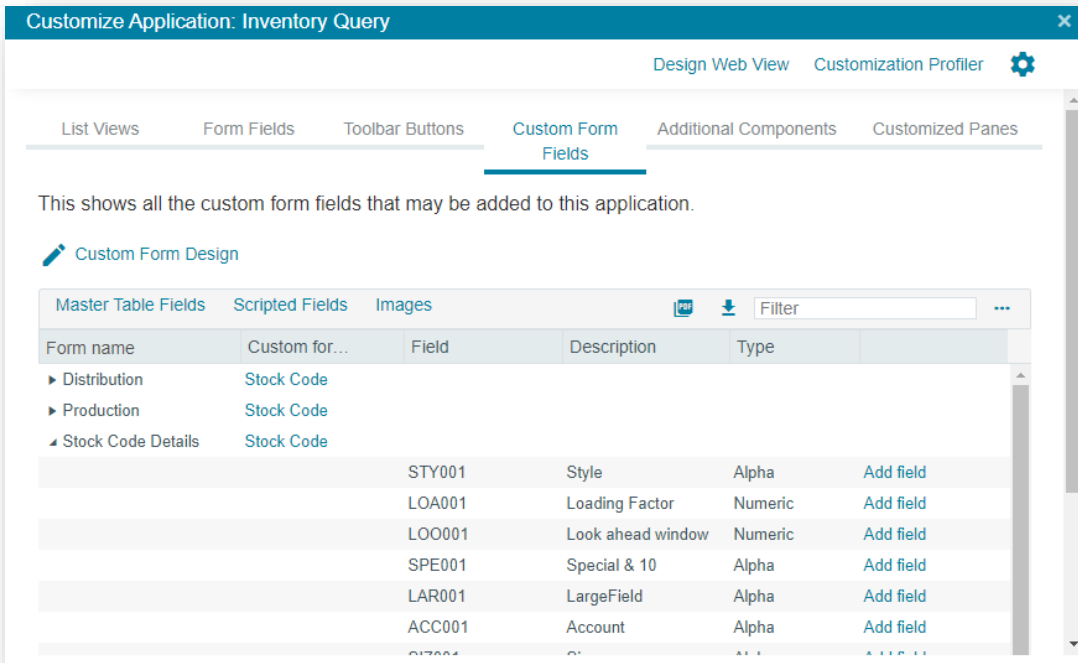 Customize Application: Inventory Query
Design Web View Customization Profiler
List Views Form Fields Toolbar Buttons Custom Form Fields Additional Components Customized Panes
This shows all the custom form fields that may be added to this application.
Custom Form Design
Master Table Fields Scripted Fields Images PDF Filter ...
Form name Custom for... Field Description Type
Distribution Stock Code
Production Stock Code
Stock Code Details Stock Code
STY001 Style Alpha Add field
LOA001 Loading Factor Numeric Add field
LOO001 Look ahead window Numeric Add field
SPE001 Special & 10 Alpha Add field
LAR001 LargeField Alpha Add field
ACC001 Account Alpha Add field